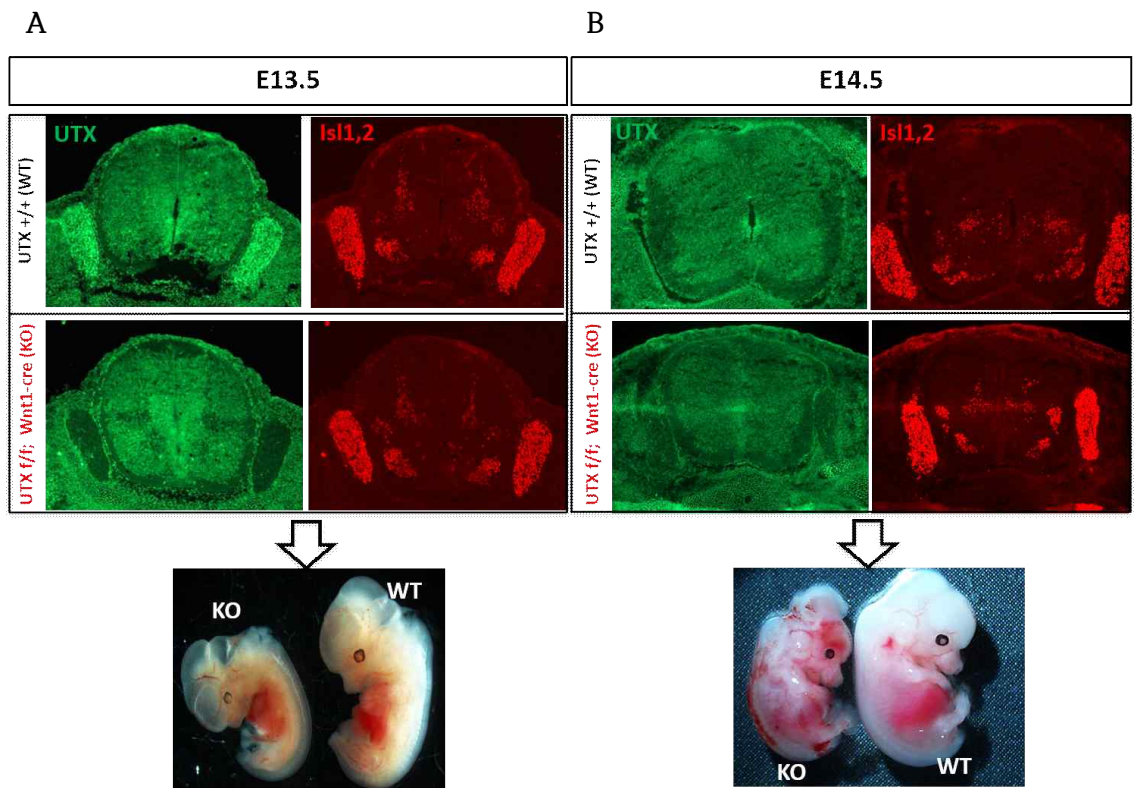 A
B
E13.5
E14.5
UTX
Isl1,2
UTX
Isl1,2
UTX +/+ (WT)
UTX +/+ (WT)
UTX f/f; Wnt1-cre (KO)
UTX f/f; Wnt1-cre (KO)
KO
WT
KO
WT